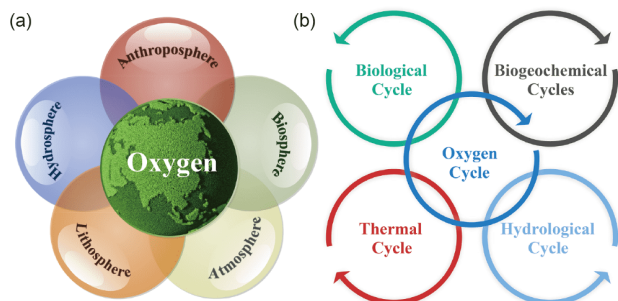 (a)
Anthroposphere
Hydrosphere
Biosphere
Oxygen
Lithosphere
Atmosphere
(b)
Biological
Cycle
Biogeochemical
Cycles
Oxygen
Cycle
Thermal
Cycle
Hydrological
Cycle